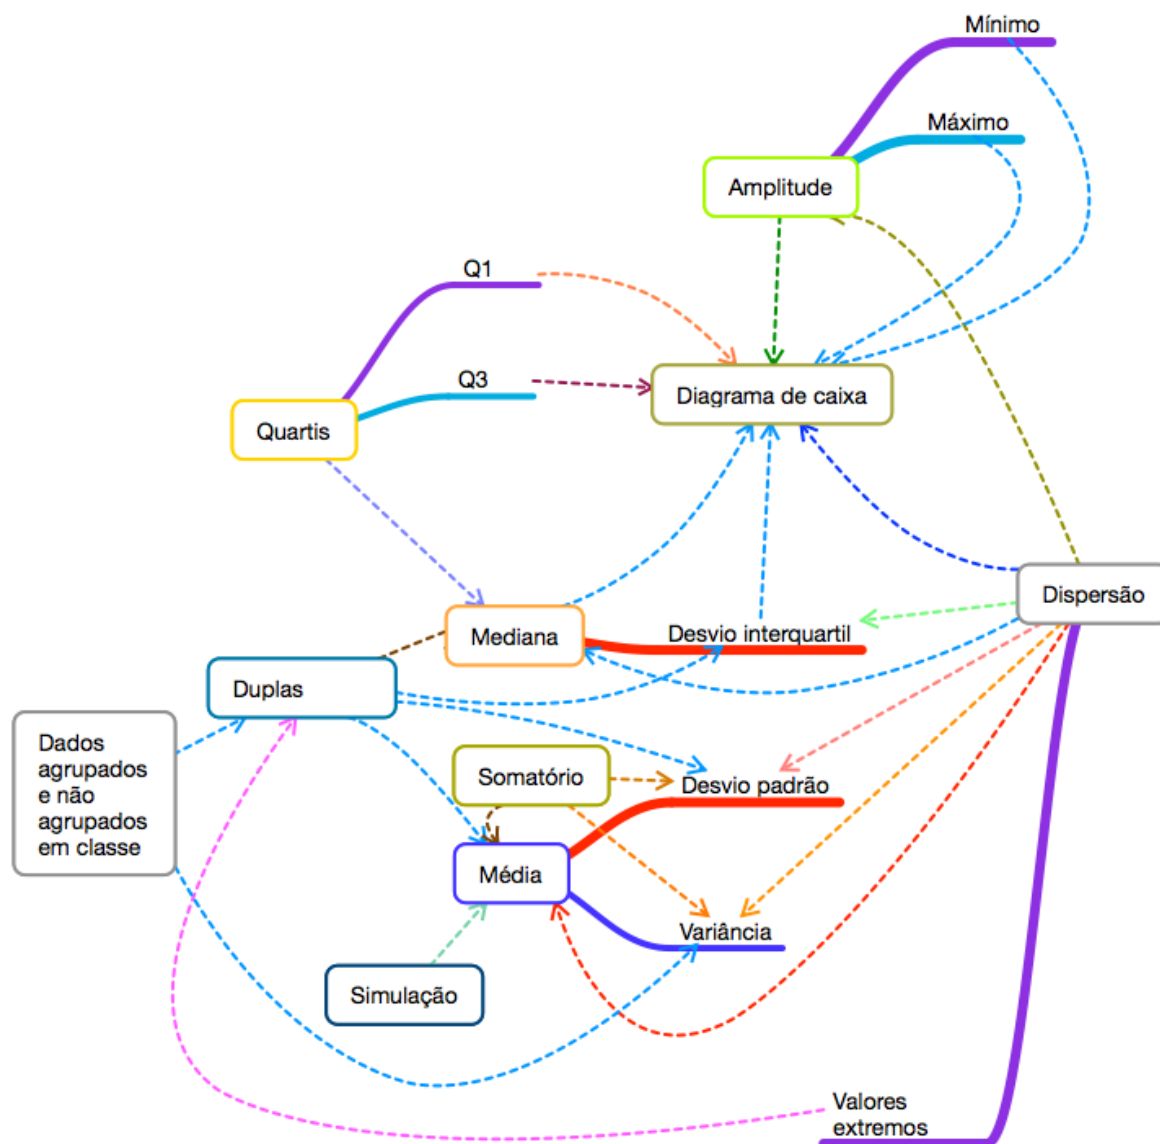 Mínimo
Máximo
Amplitude
Q1
Q3
Diagrama de caixa
Quartis
Dispersão
Mediana
Desvio interquartil
Duplas
Dados
agrupados
e não
agrupados
em classe
Somatório
Desvio padrão
Média
Variância
Simulação
Valores
extremos